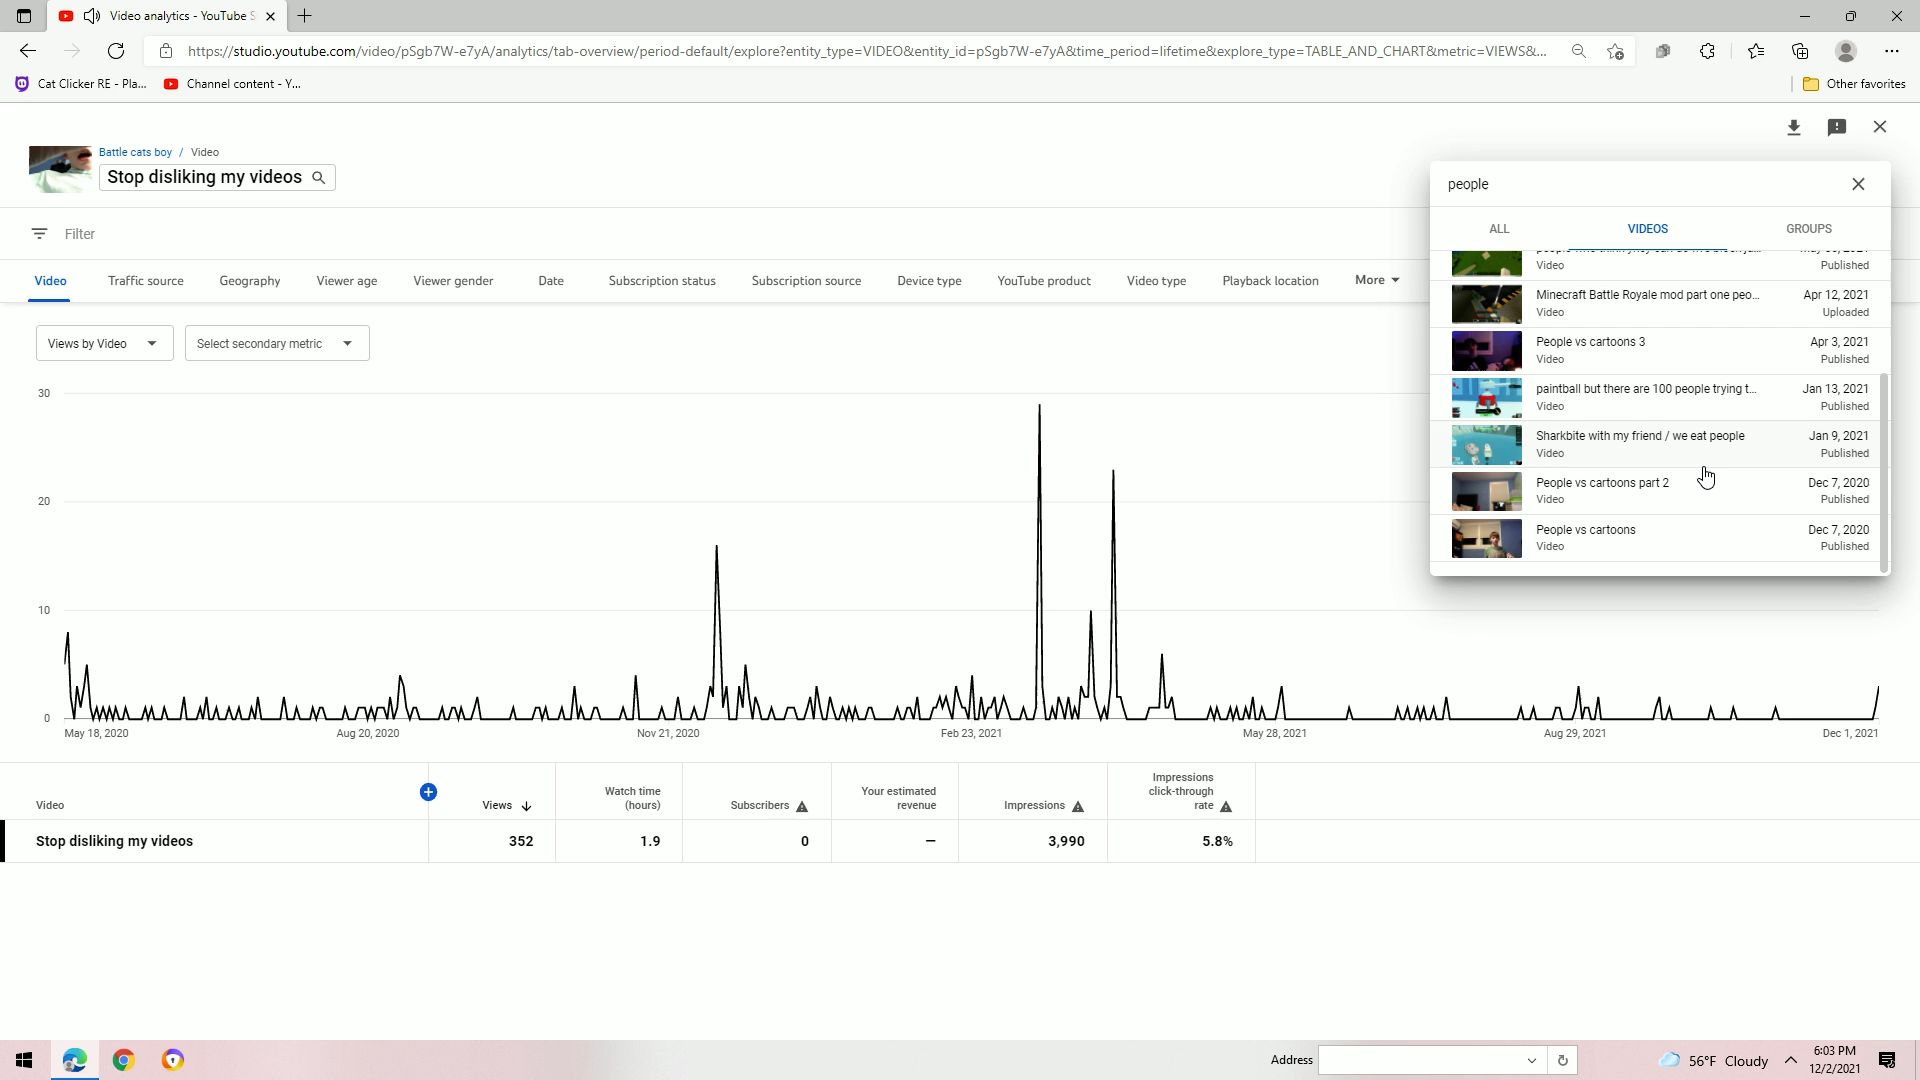 Video analytics - YouTube S
https://studio.youtube.com/video/pSgb7W-e7yA/analytics/tab-overview/period-default/explore?entity_type=VIDEO&entity_id=pSgb7W-e7yA&time_period=lifetime&explore_type=TABLE_AND_CHART&metric=VIEWS&...
Cat Clicker RE - Pla...
Channel content - Y...
Other favorites
Battle cats boy / Video
Stop disliking my videos
Filter
Video
Traffic source
Geography
Viewer age
Viewer gender
Date
Subscription status
Subscription source
Device type
YouTube product
Video type
Playback location
More
people
ALL
VIDEOS
GROUPS
Video
Published
Minecraft Battle Royale mod part one peo...
Apr 12, 2021
Video
Uploaded
People vs cartoons 3
Apr 3, 2021
Video
Published
paintball but there are 100 people trying t...
Jan 13, 2021
Video
Published
Sharkbite with my friend / we eat people
Jan 9, 2021
Video
Published
People vs cartoons part 2
Dec 7, 2020
Video
Published
People vs cartoons
Dec 7, 2020
Video
Published
Views by Video
Select secondary metric
30
20
10
0
May 18, 2020
Aug 20, 2020
Nov 21, 2020
Feb 23, 2021
May 28, 2021
Aug 29, 2021
Dec 1, 2021
Video
Views
Watch time
(hours)
Subscribers
Your estimated
revenue
Impressions
Impressions
click-through
rate
Stop disliking my videos
352
1.9
0
—
3,990
5.8%
Address
56°F Cloudy
6:03 PM
12/2/2021